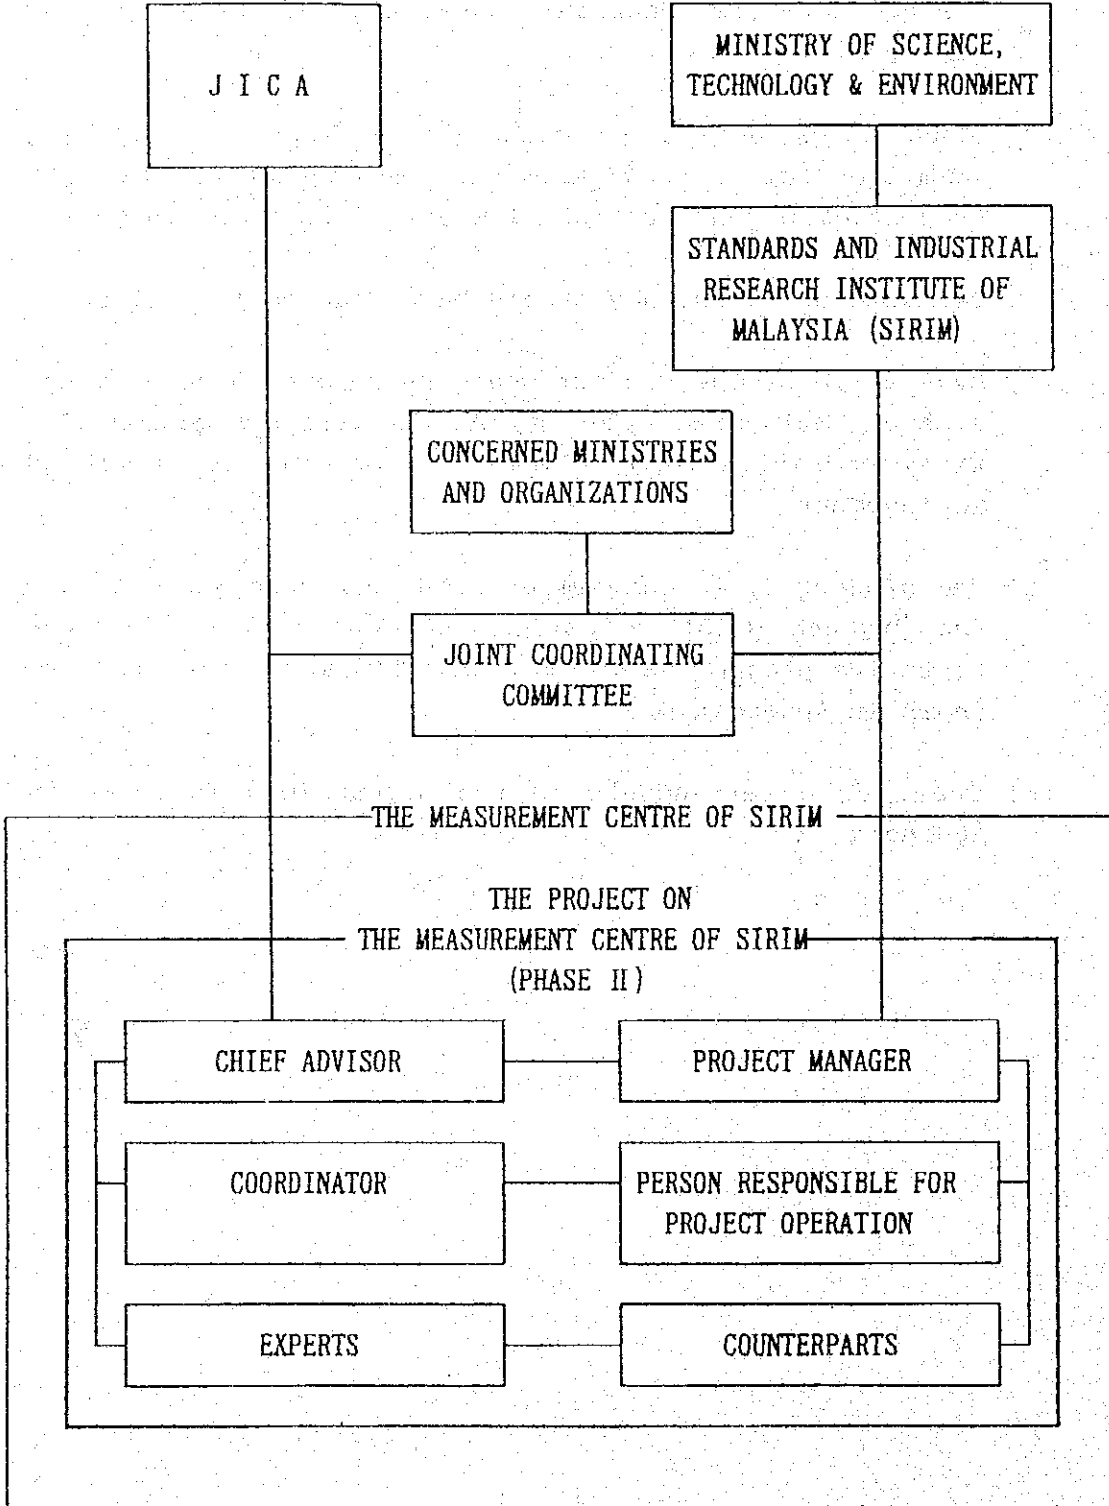 J I C A
MINISTRY OF SCIENCE,
TECHNOLOGY & ENVIRONMENT
STANDARDS AND INDUSTRIAL
RESEARCH INSTITUTE OF
MALAYSIA (SIRIM)
CONCERNED MINISTRIES
AND ORGANIZATIONS
JOINT COORDINATING
COMMITTEE
THE MEASUREMENT CENTRE OF SIRIM
THE PROJECT ON
THE MEASUREMENT CENTRE OF SIRIM
(PHASE II)
CHIEF ADVISOR
PROJECT MANAGER
COORDINATOR
PERSON RESPONSIBLE FOR
PROJECT OPERATION
EXPERTS
COUNTERPARTS